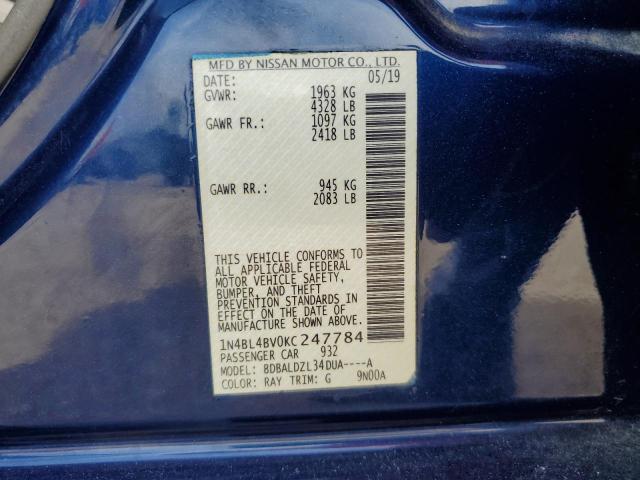 MFD BY NISSAN MOTOR CO., LTD.
DATE: 05/19
GVWR: 1963 KG
4328 LB
GAWR FR.: 1097 KG
2418 LB
GAWR RR.: 945 KG
2083 LB
THIS VEHICLE CONFORMS TO
ALL APPLICABLE FEDERAL
MOTOR VEHICLE SAFETY,
BUMPER, AND THEFT
PREVENTION STANDARDS IN
EFFECT ON THE DATE OF
MANUFACTURE SHOWN ABOVE.
1N4BL4BV0KC247784
PASSENGER CAR 932
MODEL: BDBALDZL34DUA----A
COLOR: RAY TRIM: G 9N00A